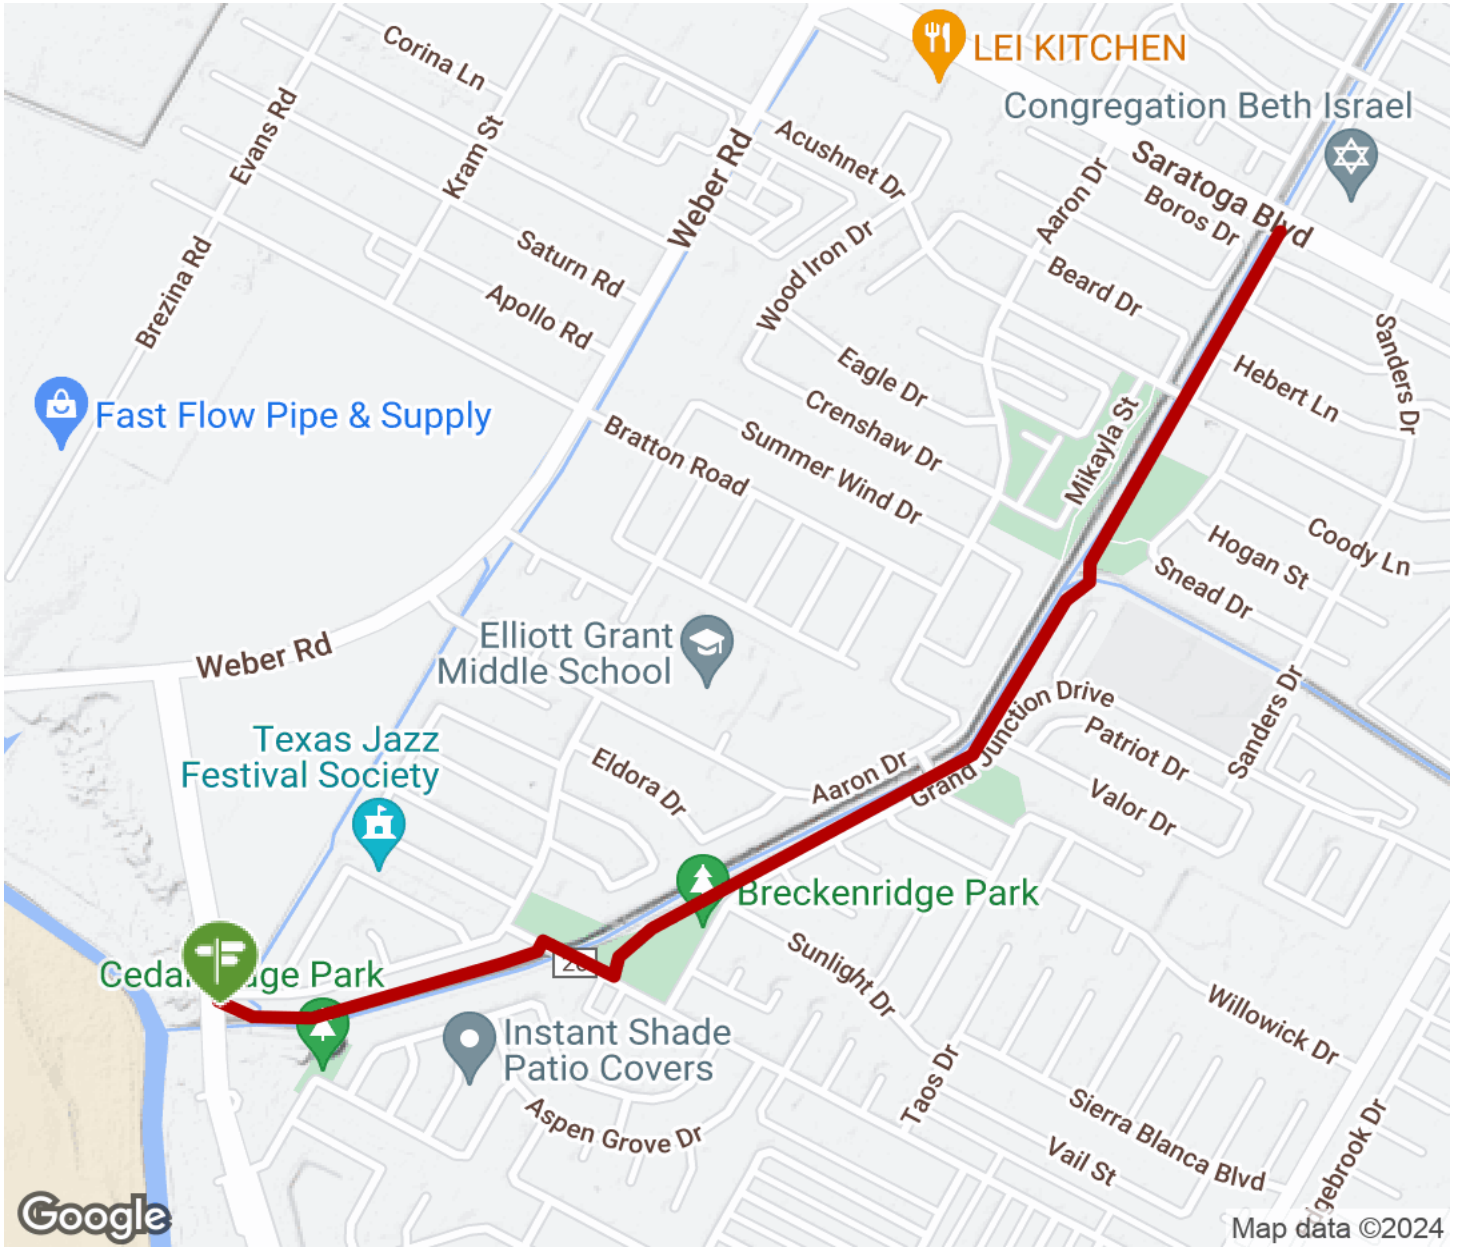 Corina Ln
LEI KITCHEN
Congregation Beth Israel
Evans Rd
Kram St
Acushnet Dr
Weber Rd
Saratoga Blvd
Aaron Dr
Boros Dr
Wood Iron Dr
Brezina Rd
Saturn Rd
Beard Dr
Apollo Rd
Sanders Dr
Eagle Dr
Hebert Ln
Fast Flow Pipe & Supply
Crenshaw Dr
Mikayla St
Bratton Road
Summer Wind Dr
Coody Ln
Hogan St
Snead Dr
Elliott Grant
Middle School
Weber Rd
Grand Junction Drive
Sanders Dr
Patriot Dr
Texas Jazz
Festival Society
Eldora Dr
Aaron Dr
Valor Dr
Breckenridge Park
Sunlight Dr
Willowick Dr
Instant Shade
Patio Covers
Taos Dr
Aspen Grove Dr
Sierra Blanca Blvd
Vail St
Google
Map data ©2024